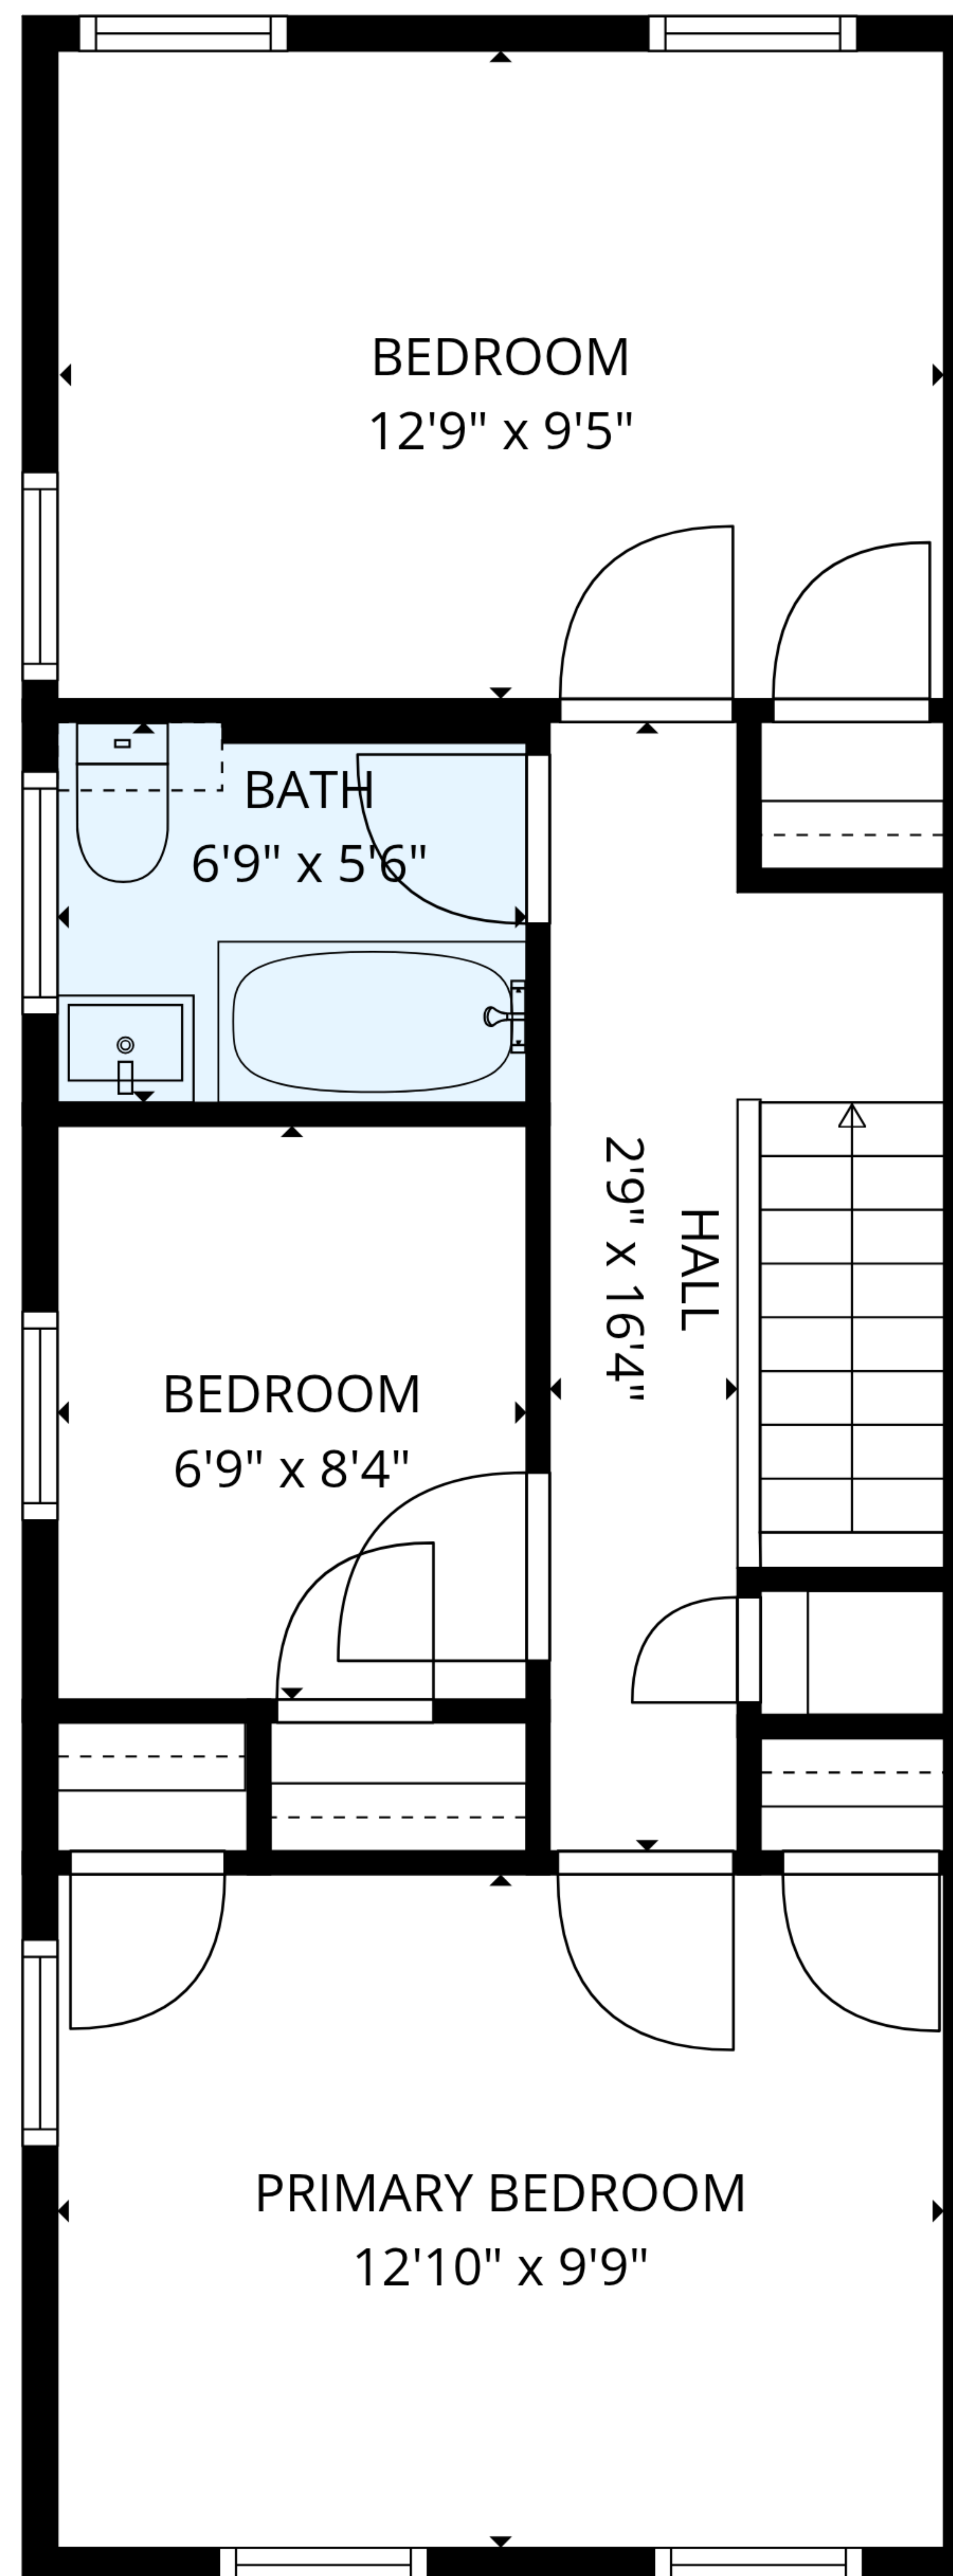 BEDROOM
12'9" x 9'5"
BATH
6'9" x 5'6"
HALL
2'9" x 16'4"
BEDROOM
6'9" x 8'4"
PRIMARY BEDROOM
12'10" x 9'9"